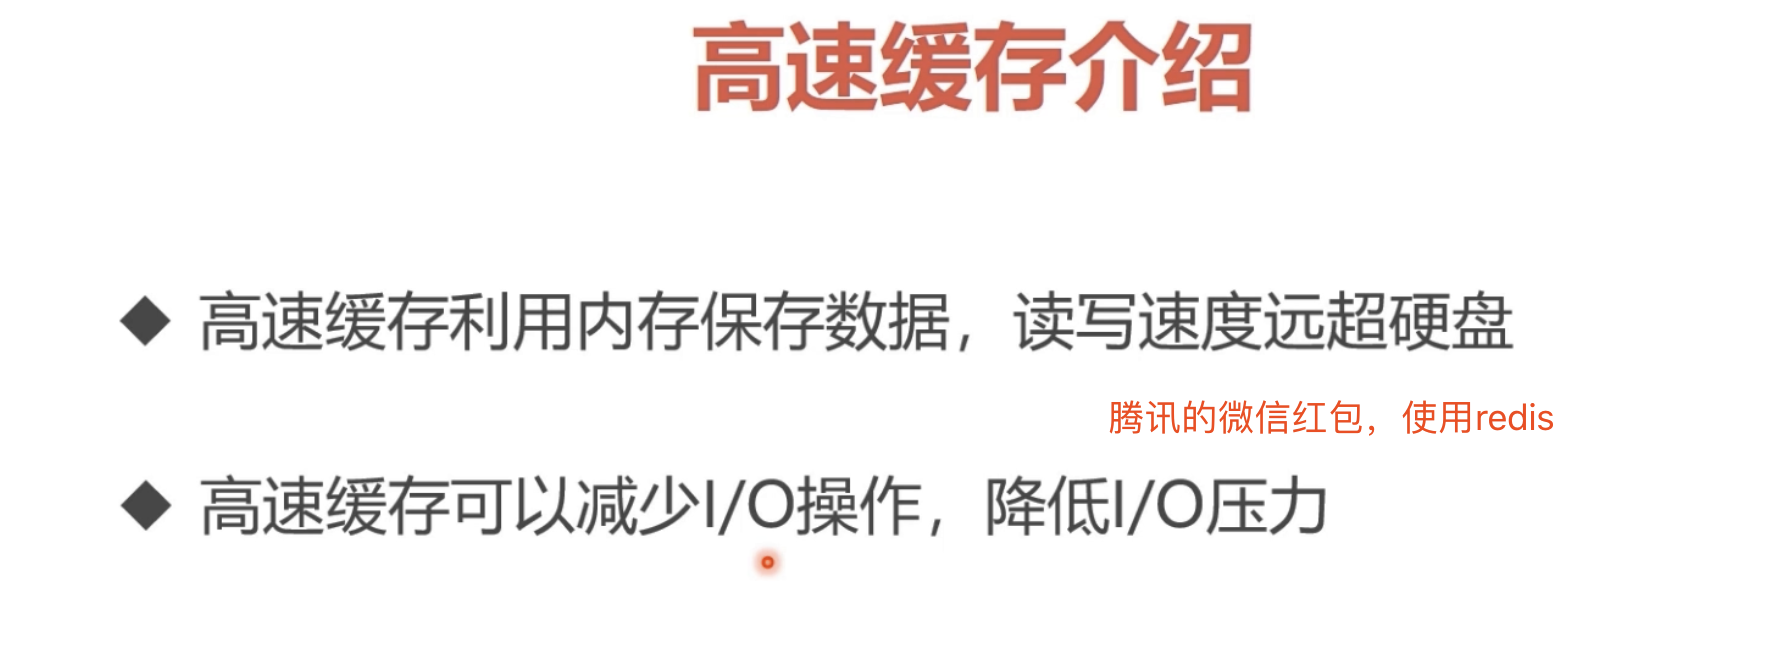 高速缓存介绍
◆ 高速缓存利用内存保存数据，读写速度远超硬盘
腾讯的微信红包，使用redis
◆ 高速缓存可以减少I/O操作，降低I/O压力